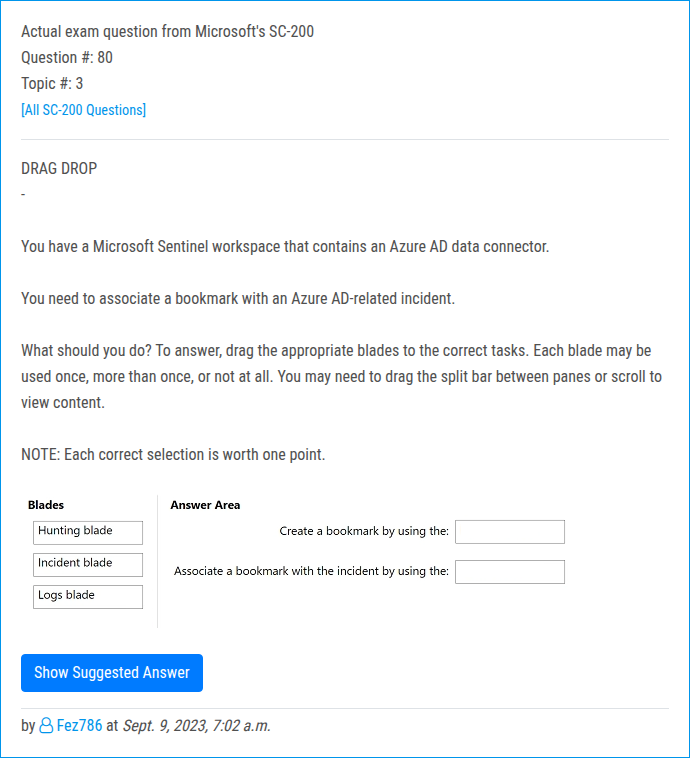 Actual exam question from Microsoft's SC-200
Question #: 80
Topic #: 3
[All SC-200 Questions]
DRAG DROP
-
You have a Microsoft Sentinel workspace that contains an Azure AD data connector.
You need to associate a bookmark with an Azure AD-related incident.
What should you do? To answer, drag the appropriate blades to the correct tasks. Each blade may be
used once, more than once, or not at all. You may need to drag the split bar between panes or scroll to
view content.
NOTE: Each correct selection is worth one point.
Blades
Hunting blade
Incident blade
Logs blade
Answer Area
Create a bookmark by using the:
Associate a bookmark with the incident by using the:
Show Suggested Answer
by Fez786 at Sept. 9, 2023, 7:02 a.m.